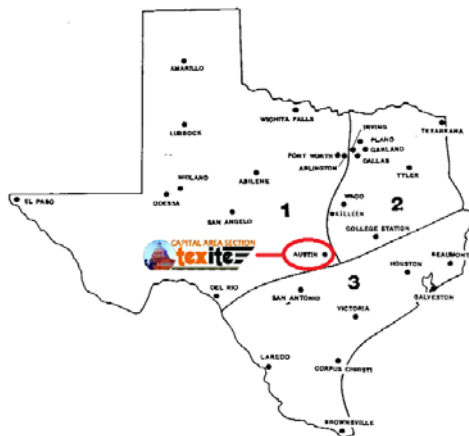 AMARILLO
LUBBOCK
WICHITA FALLS
TEXARKANA
IRVING
PLANO
GARLAND
DALLAS
FORT WORTH
ARLINGTON
TYLER
MIDLAND
ODESSA
ABILENE
EL PASO
SAN ANGELO
1
WACO
KILLEEN
2
COLLEGE STATION
CAPITAL AREA SECTION
texite
AUSTIN
3
HOUSTON
BEAUMONT
GALVESTON
DEL RIO
SAN ANTONIO
VICTORIA
LAREDO
CORPUS CHRISTI
BROWNSVILLE